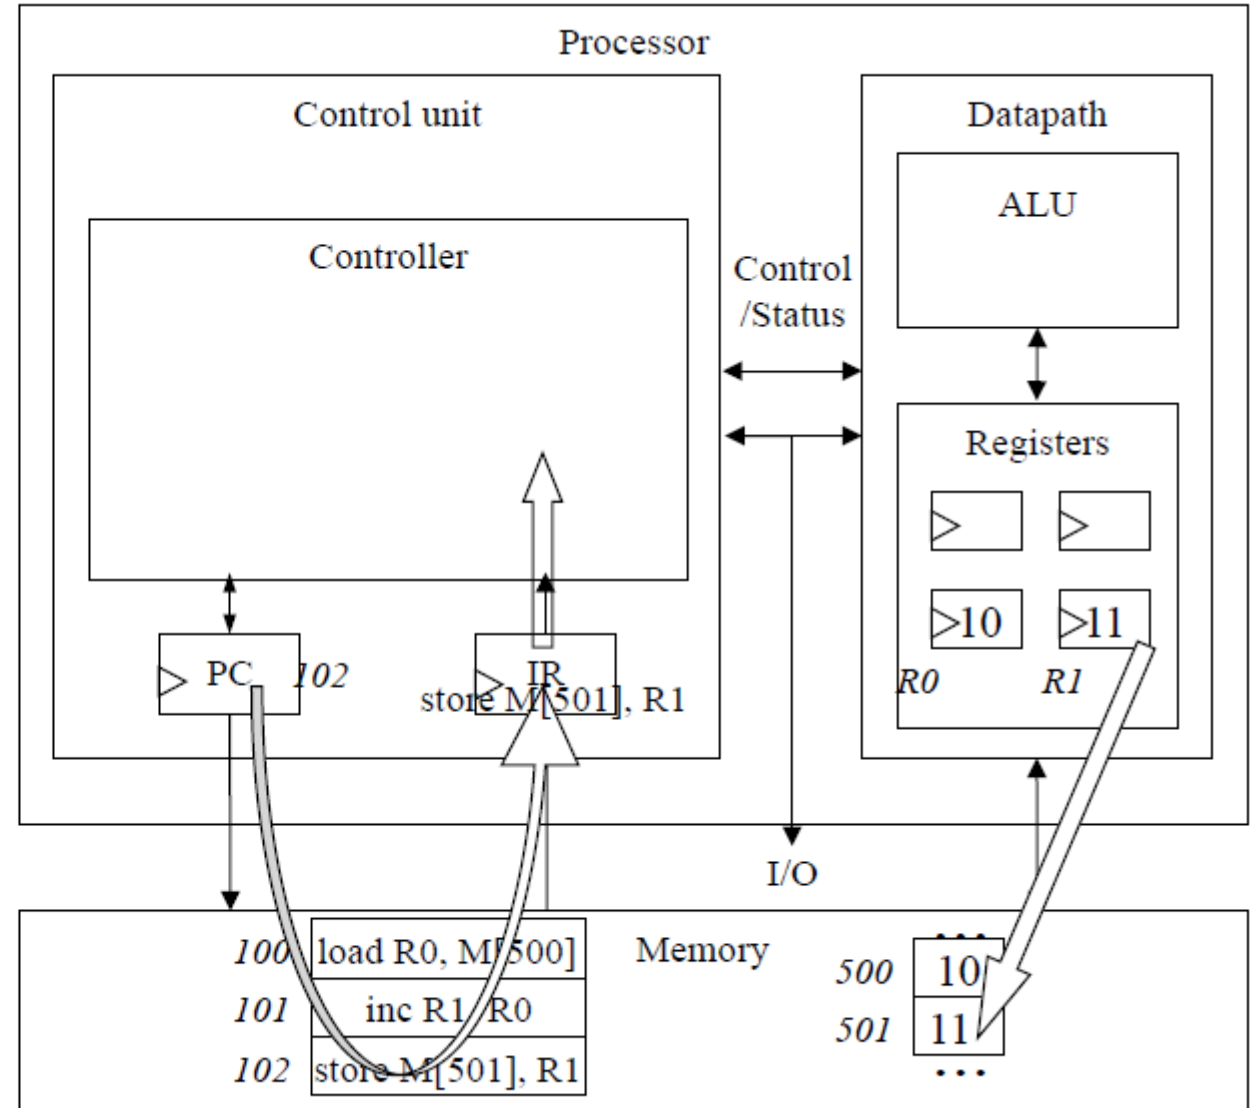 Processor
Control unit
Datapath
ALU
Controller
Control
/Status
Registers
10
11
R0
R1
PC
102
IR
store M[501], R1
I/O
Memory
100
load R0, M[500]
101
inc R1, R0
102
store M[501], R1
...
500
10
501
11
...